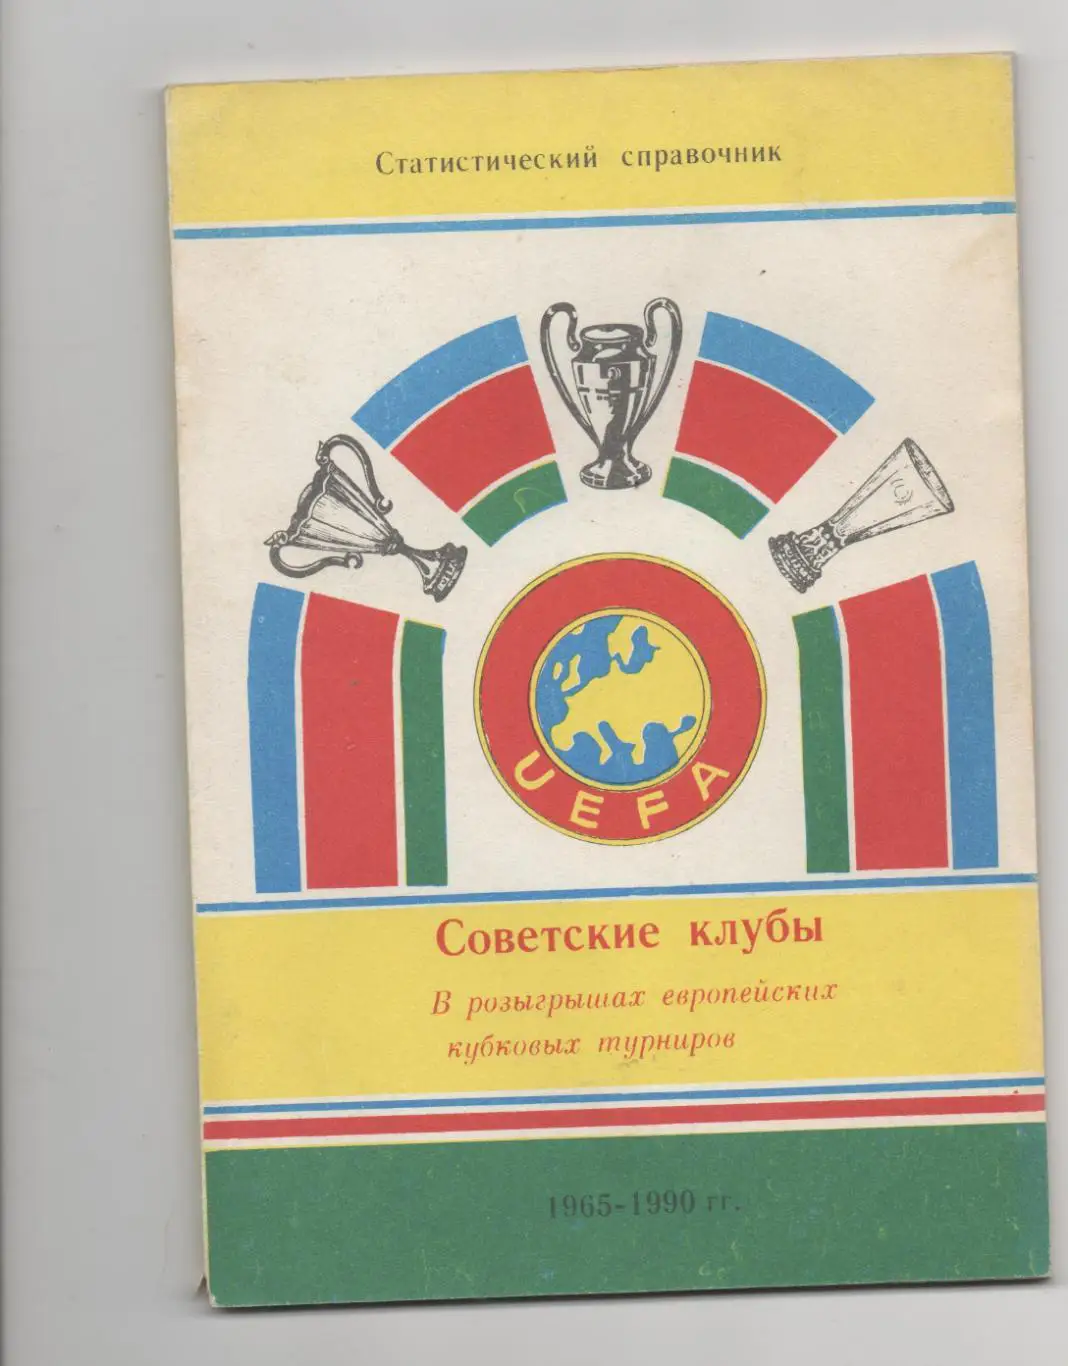 Статистический справочник
UEFA
Советские клубы
В розыгрышах европейских
кубковых турниров
1965-1990 гг.